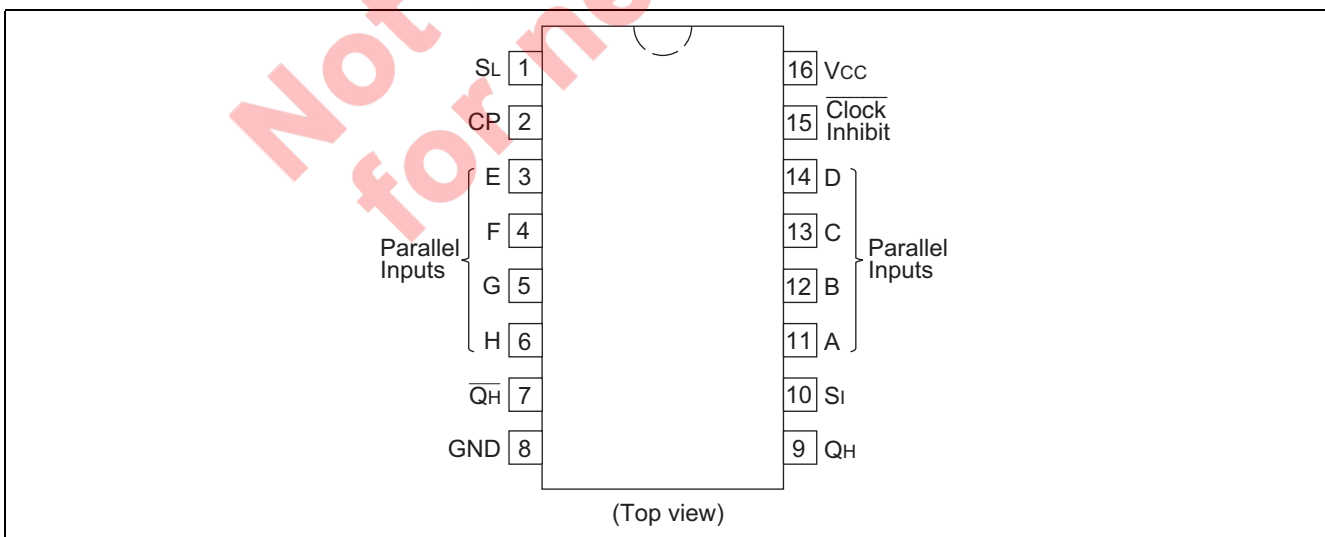 Not
for ne
SL 1
CP 2
E 3
F 4
G 5
H 6
Parallel
Inputs
QH 7
GND 8
16 VCC
15 Clock
Inhibit
14 D
13 C
12 B
11 A
Parallel
Inputs
10 SI
9 QH
(Top view)